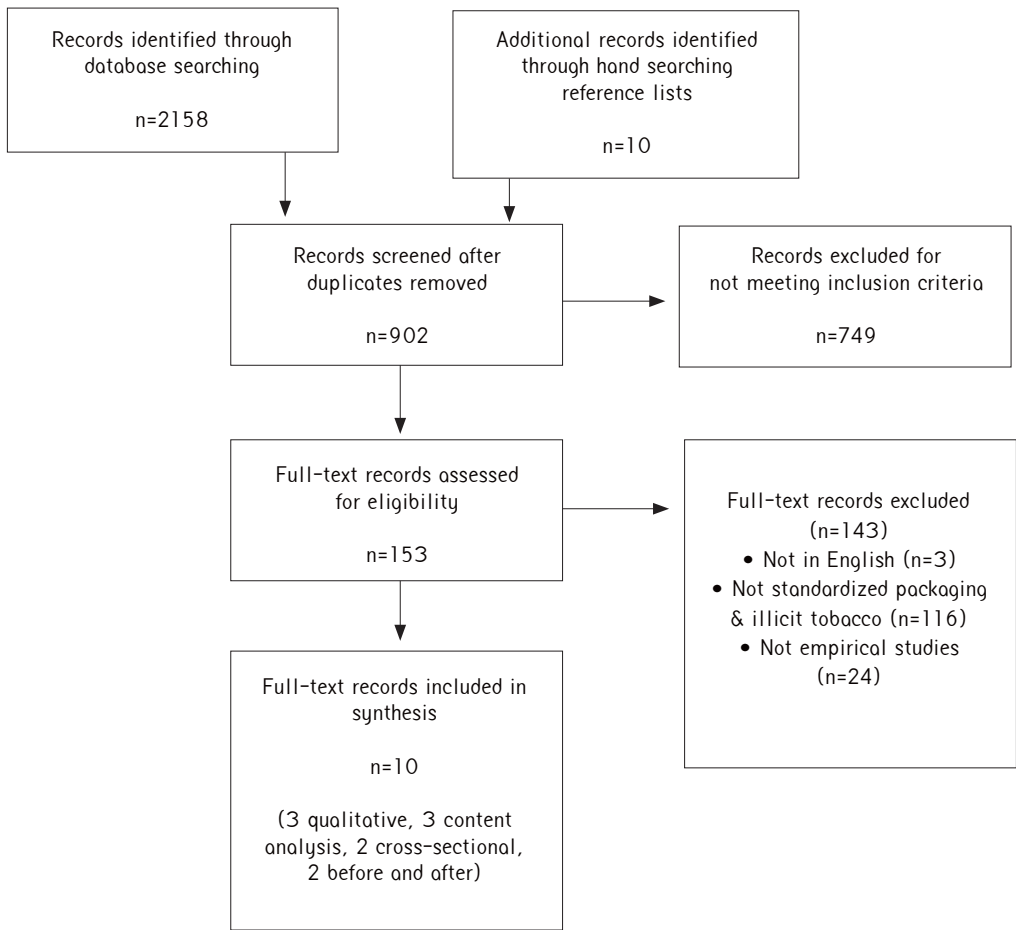 Records identified through
database searching
n=2158
Additional records identified
through hand searching
reference lists
n=10
Records screened after
duplicates removed
n=902
Records excluded for
not meeting inclusion criteria
n=749
Full-text records assessed
for eligibility
n=153
Full-text records excluded
(n=143)
• Not in English (n=3)
• Not standardized packaging
& illicit tobacco (n=116)
• Not empirical studies
(n=24)
Full-text records included in
synthesis
n=10
(3 qualitative, 3 content
analysis, 2 cross-sectional,
2 before and after)